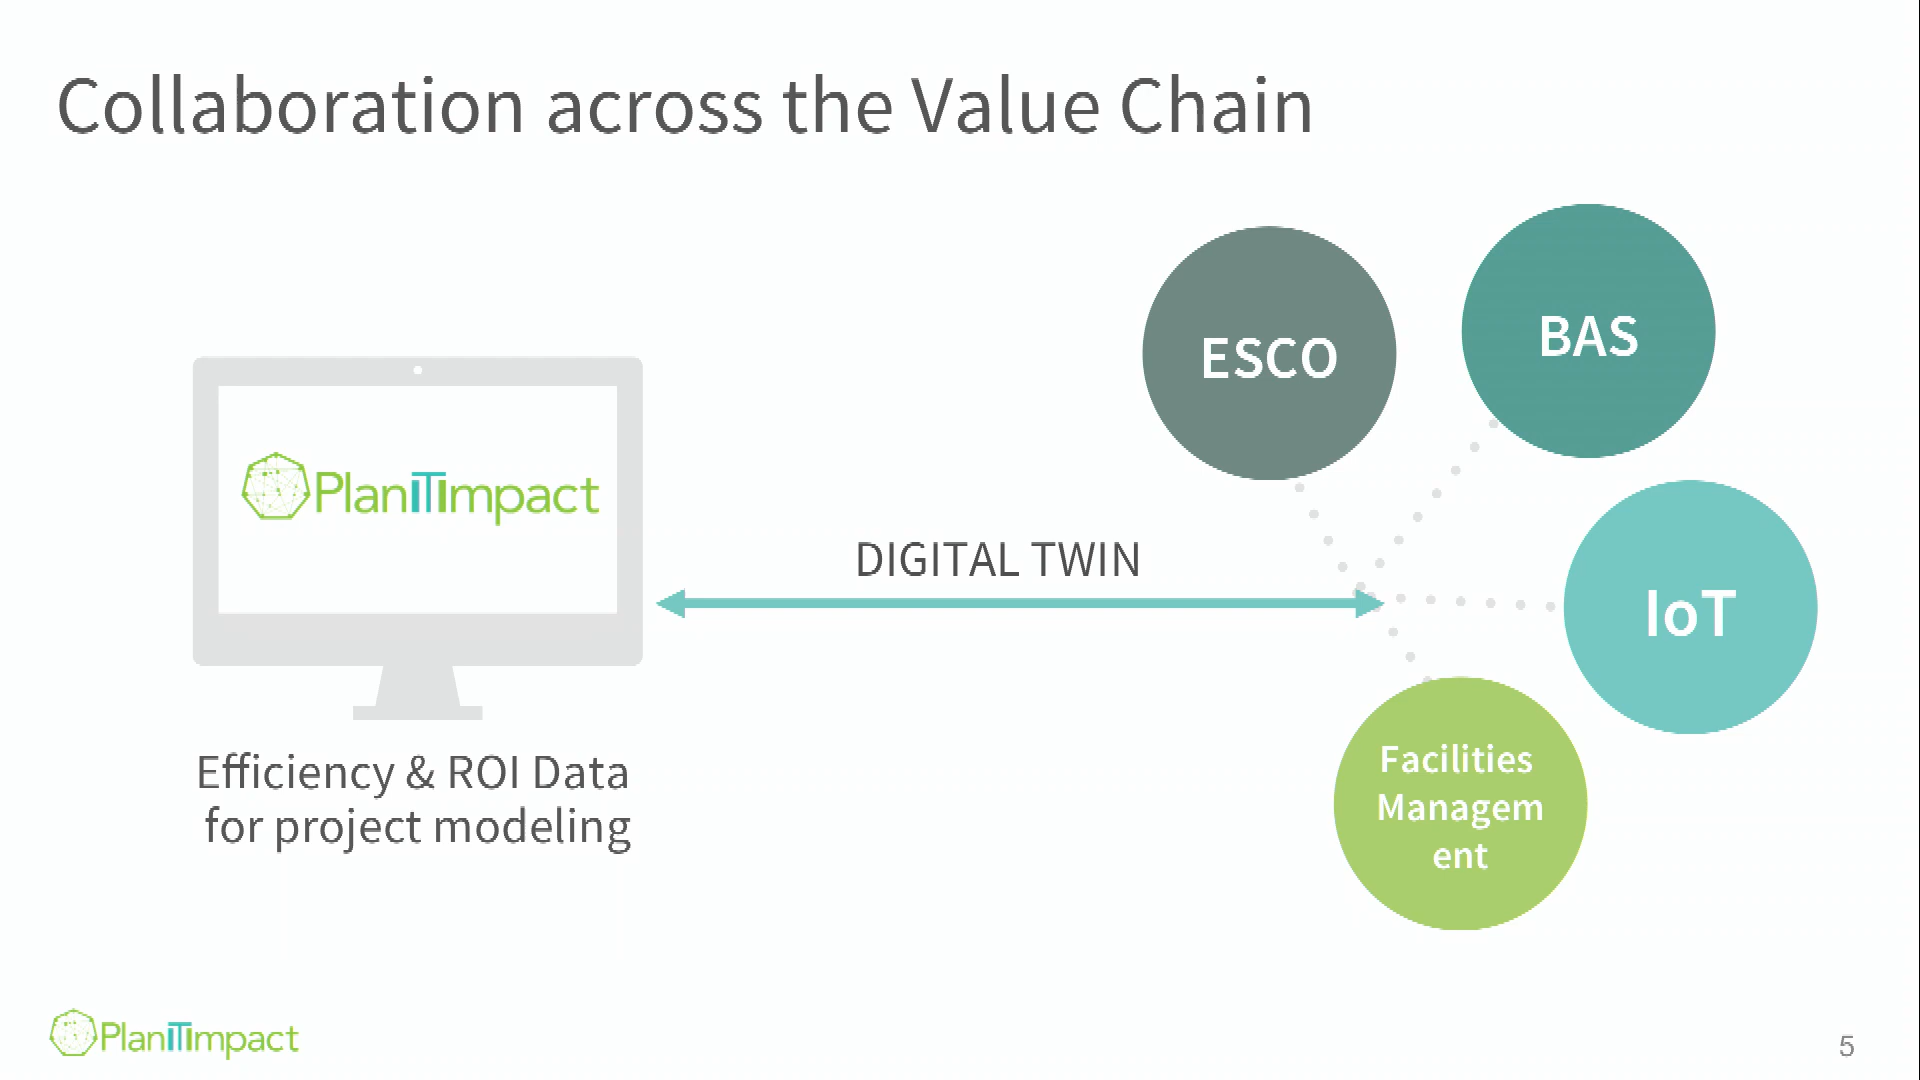 Collaboration across the Value Chain
ESCO
BAS
PlanITImpact
DIGITAL TWIN
IoT
Efficiency & ROI Data
for project modeling
Facilities
Managem
ent
PlanITImpact
5